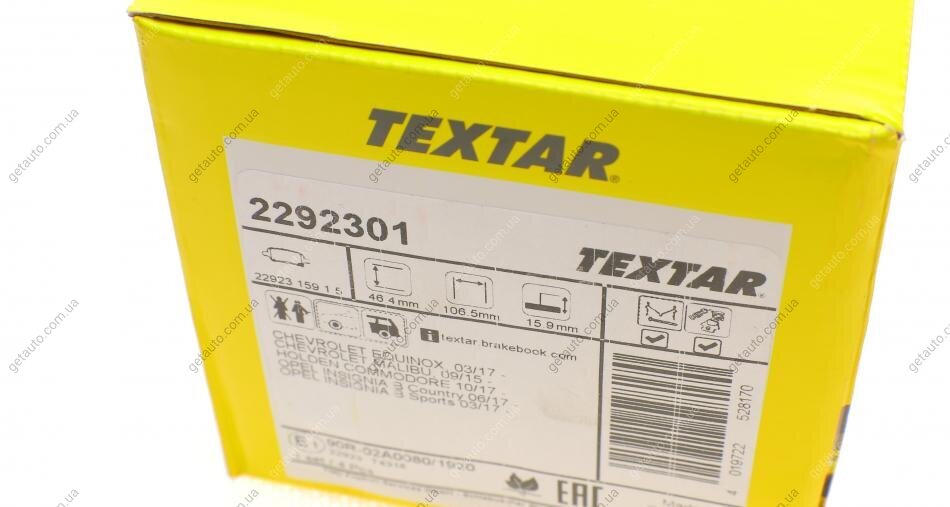 TEXTAR®
2292301
TEXTAR®
22923 159 1.5
46.4mm
106.5mm
15.9mm
i textar.brakebook.com
CHEVROLET EQUINOX 03/17 -
CHEVROLET MALIBU 09/15 -
HOLDEN COMMODORE 10/17 -
OPEL INSIGNIA B Country 06/17 -
OPEL INSIGNIA B Sports 03/17 -
E1 90R-02A0080/1920
EAC
4 019722 528170
getauto.com.ua